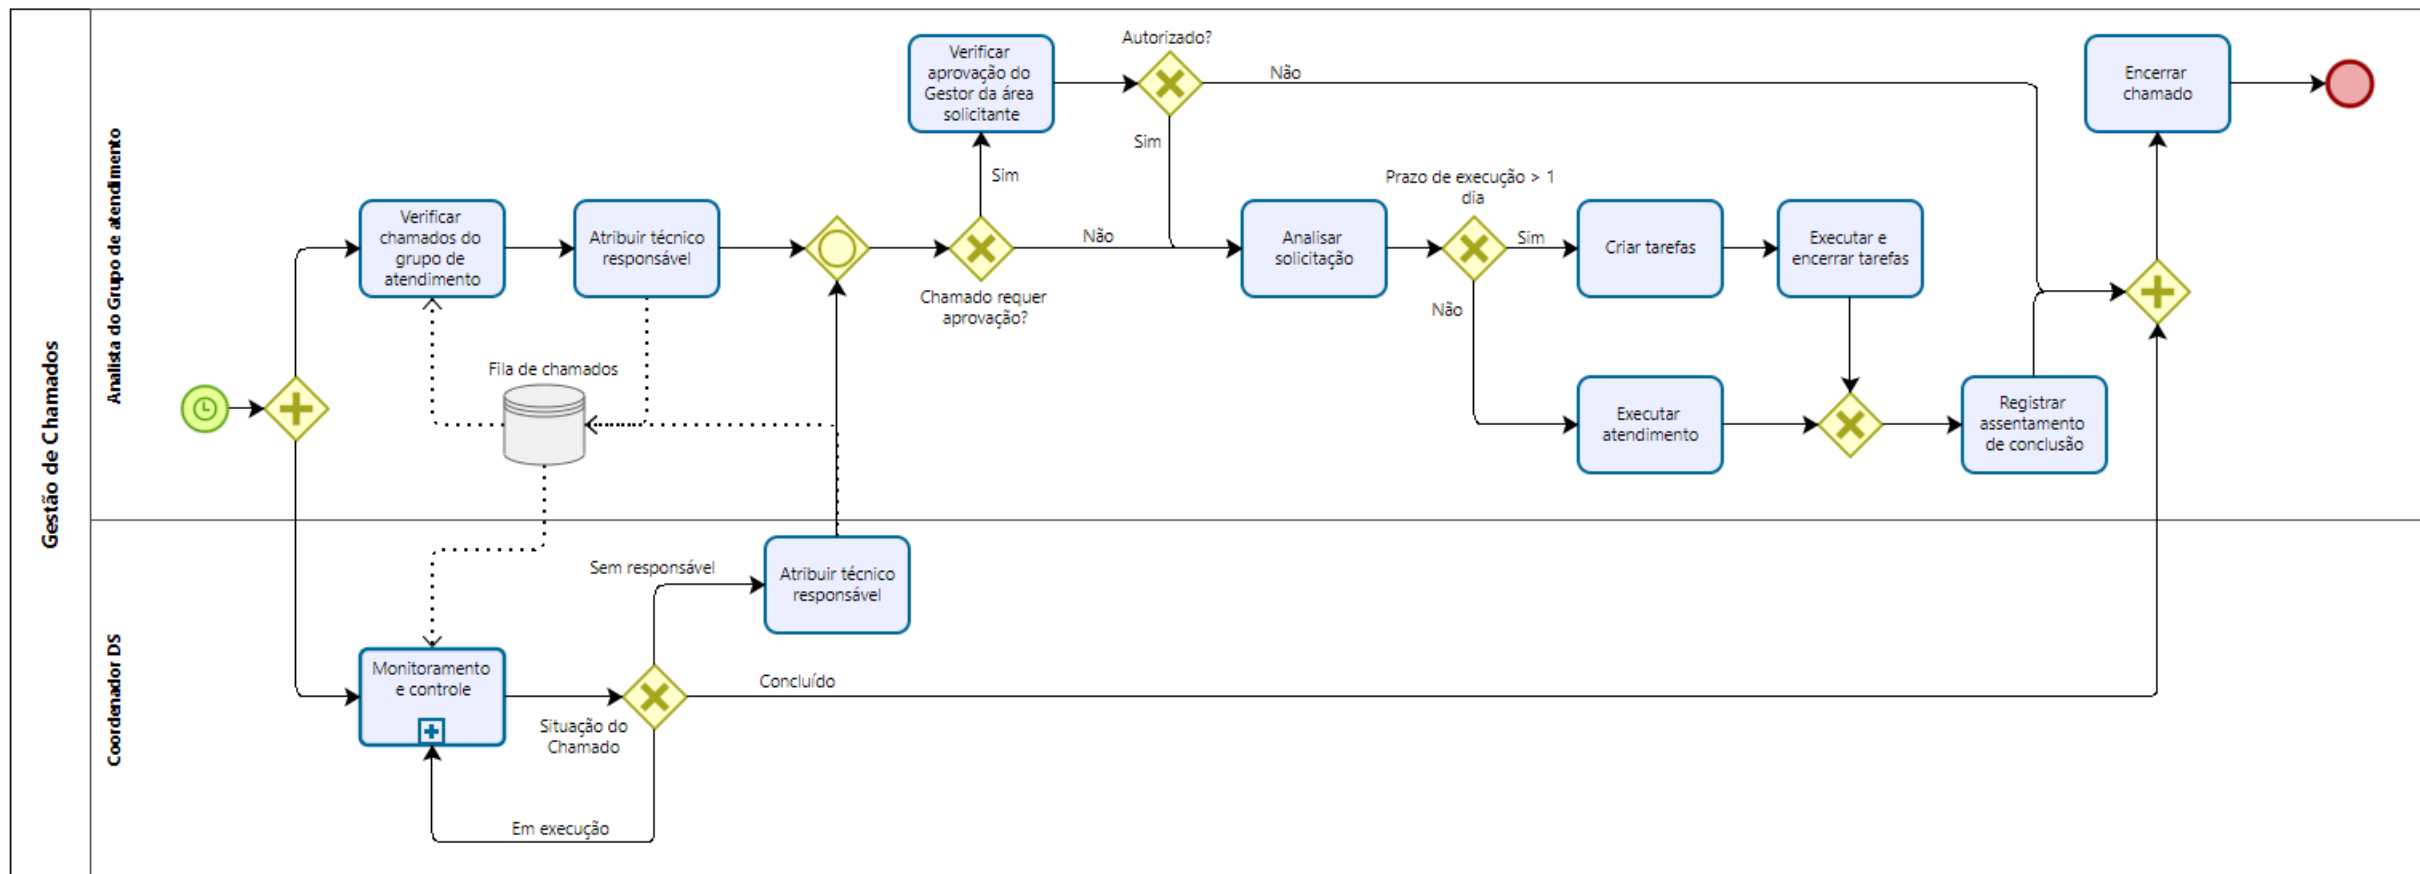 Gestão de Chamados
Analista do Grupo de atendimento
Coordenador DS
Verificar
chamados do
grupo de
atendimento
Atribuir técnico
responsável
Fila de chamados
Verificar
aprovação do
Gestor da área
solicitante
Sim
Chamado requer
aprovação?
Não
Autorizado?
Não
Sim
Analisar
solicitação
Prazo de execução > 1
dia
Sim
Não
Criar tarefas
Executar e
encerrar tarefas
Executar
atendimento
Registrar
assentamento
de conclusão
Encerrar
chamado
Monitoramento
e controle
Situação do
Chamado
Sem responsável
Atribuir técnico
responsável
Concluído
Em execução